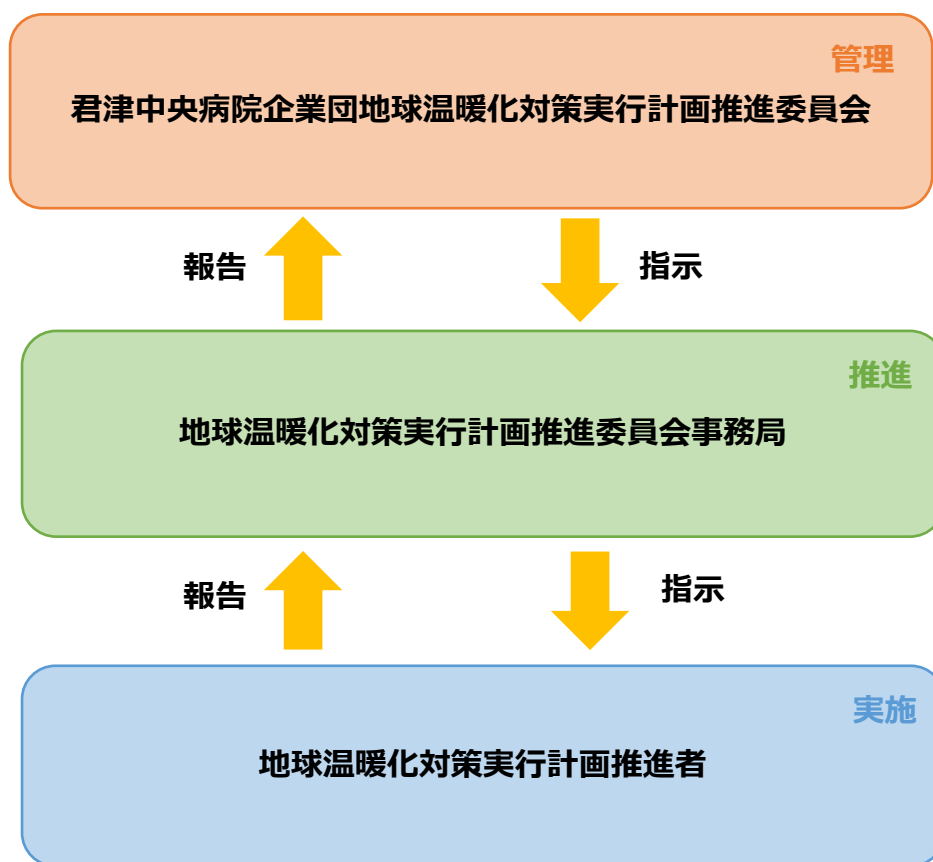 管理
君津中央病院企業団地球温暖化対策実行計画推進委員会
報告
指示
推進
地球温暖化対策実行計画推進委員会事務局
報告
指示
実施
地球温暖化対策実行計画推進者